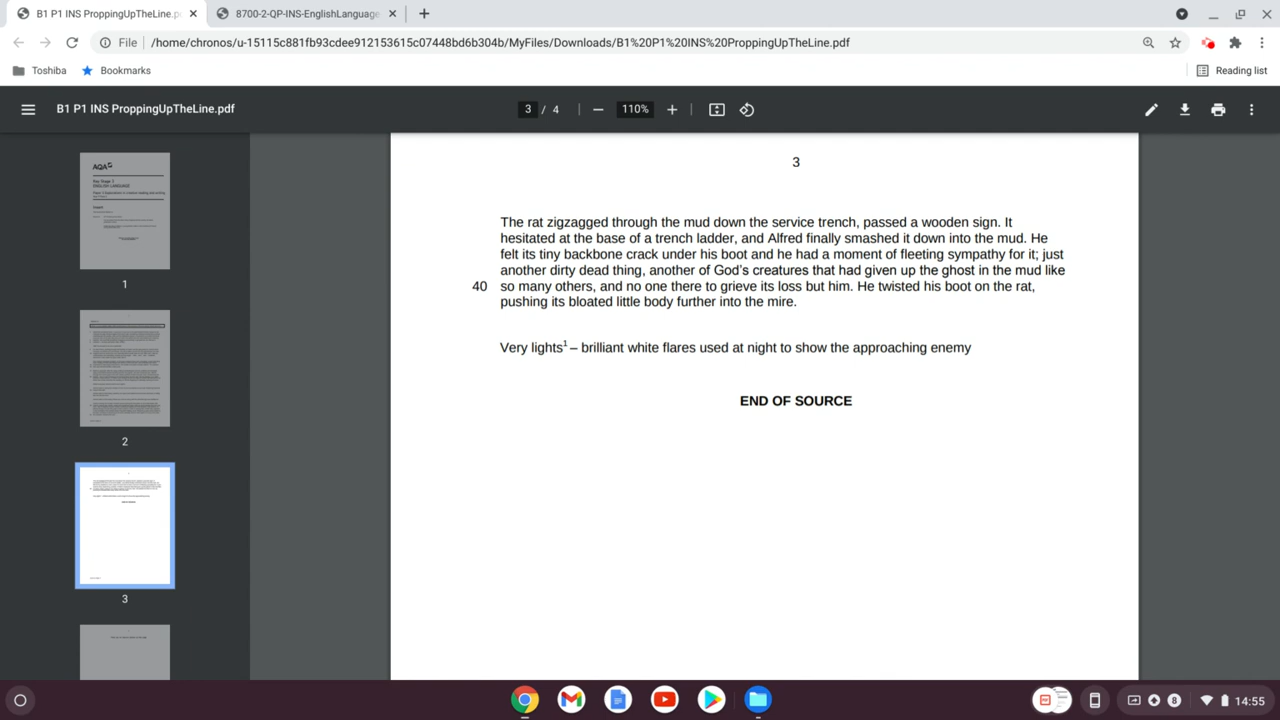 B1 P1 INS ProppingUpTheLine.p
8700-2-QP-INS-EnglishLanguage
File
/home/chronos/u-15115c881fb93cdee912153615c07448bd6b304b/MyFiles/Downloads/B1%20P1%20INS%20ProppingUpTheLine.pdf
Toshiba
Bookmarks
Reading list
B1 P1 INS ProppingUpTheLine.pdf
3 / 4
110%
AQA
1
2
3
3
The rat zigzagged through the mud down the service trench, passed a wooden sign. It
hesitated at the base of a trench ladder, and Alfred finally smashed it down into the mud. He
felt its tiny backbone crack under his boot and he had a moment of fleeting sympathy for it; just
another dirty dead thing, another of God's creatures that had given up the ghost in the mud like
40 so many others, and no one there to grieve its loss but him. He twisted his boot on the rat,
pushing its bloated little body further into the mire.
Very lights1 – brilliant white flares used at night to show the approaching enemy
END OF SOURCE
8
14:55